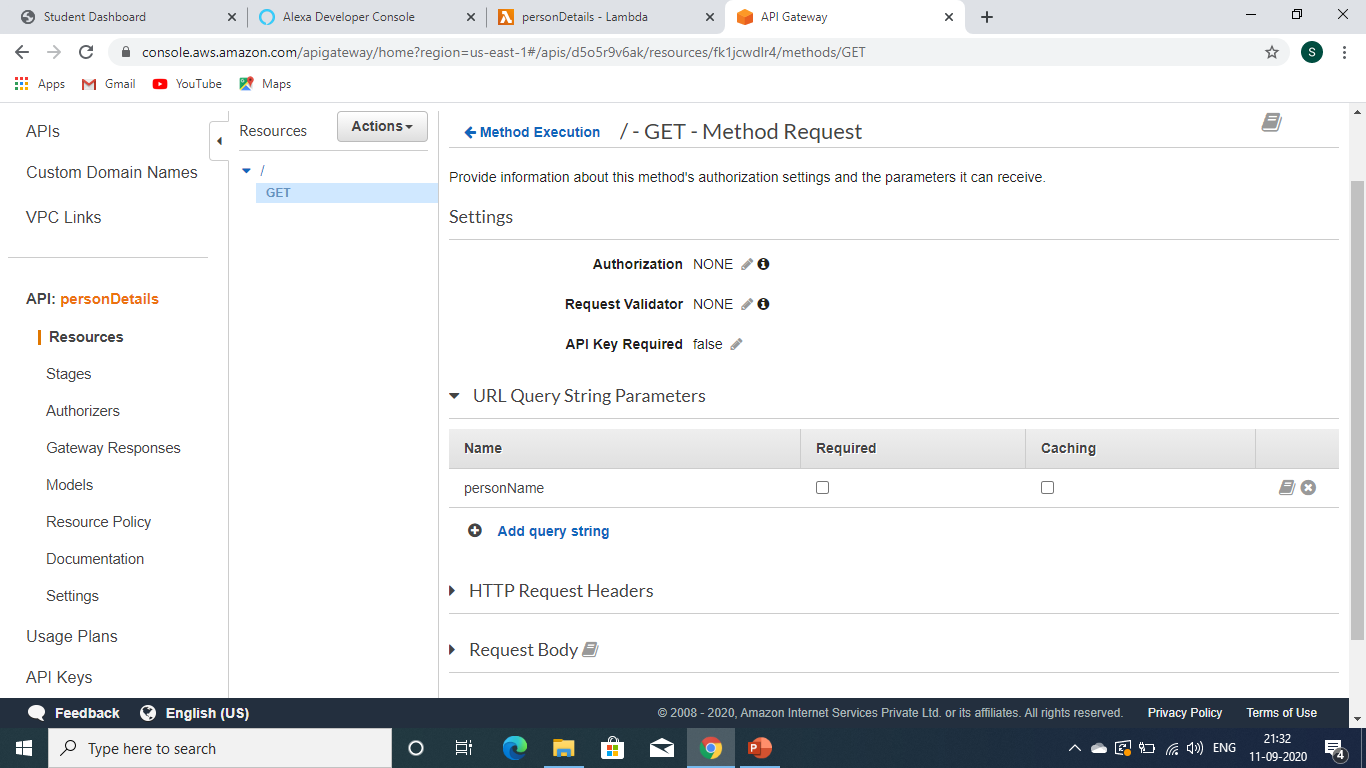 Student Dashboard
Alexa Developer Console
personDetails - Lambda
API Gateway
console.aws.amazon.com/apigateway/home?region=us-east-1#/apis/d5o5r9v6ak/resources/fk1jcwdlr4/methods/GET
S
Apps Gmail YouTube Maps
APIs
Custom Domain Names
VPC Links
API: personDetails
Resources
Stages
Authorizers
Gateway Responses
Models
Resource Policy
Documentation
Settings
Usage Plans
API Keys
Resources
Actions
/
GET
Method Execution / - GET - Method Request
Provide information about this method's authorization settings and the parameters it can receive.
Settings
Authorization NONE
Request Validator NONE
API Key Required false
URL Query String Parameters
Name Required Caching
personName
Add query string
HTTP Request Headers
Request Body
Feedback English (US) © 2008 - 2020, Amazon Internet Services Private Ltd. or its affiliates. All rights reserved. Privacy Policy Terms of Use
Type here to search
ENG
21:32
11-09-2020
4